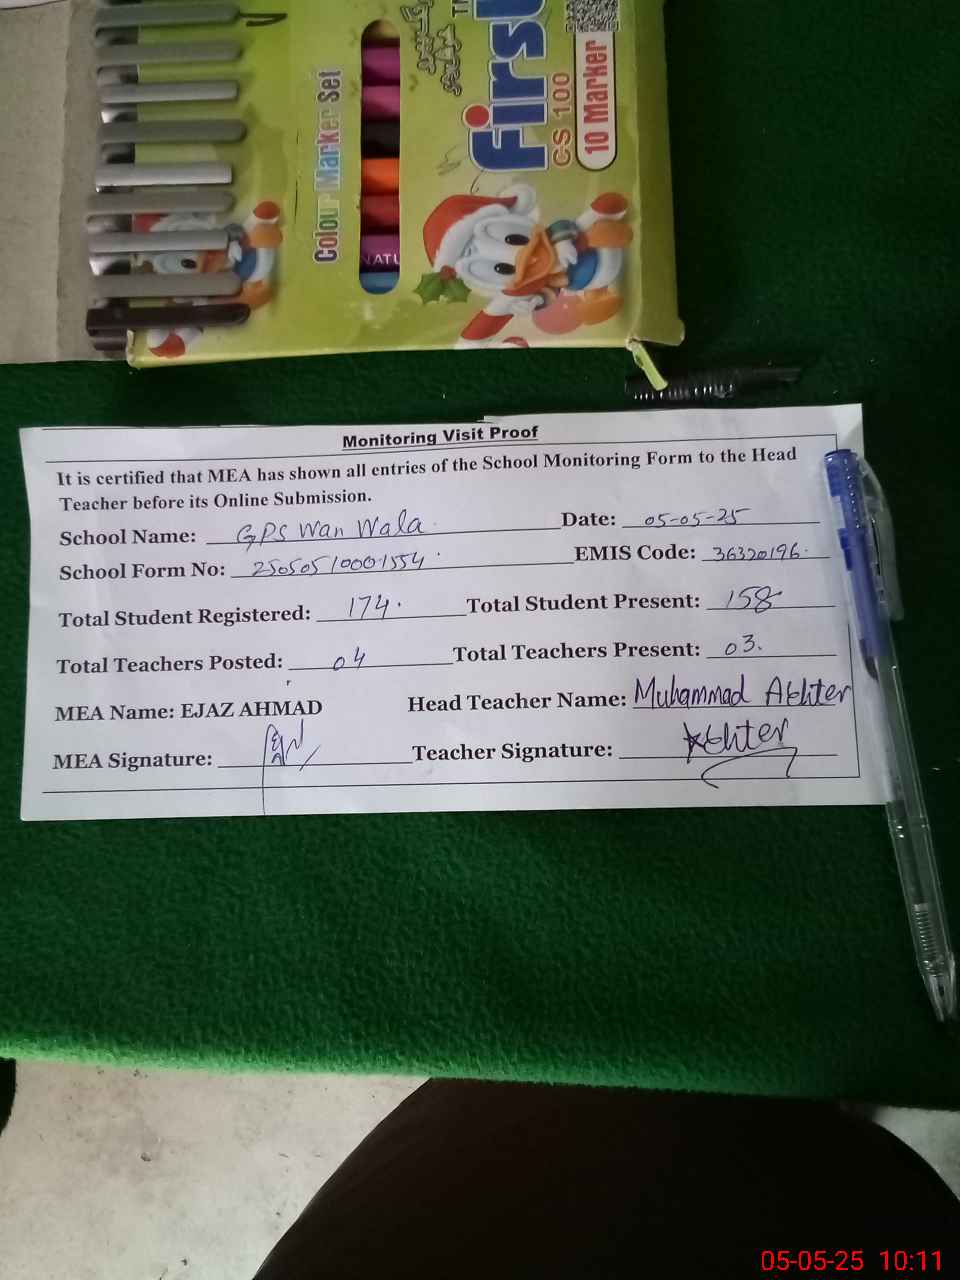 Colour Marker Set
First
TM
CS 100
10 Marker
NATU
Monitoring Visit Proof
It is certified that MEA has shown all entries of the School Monitoring Form to the Head
Teacher before its Online Submission.
School Name: GPS Wan Wala Date: 05-05-25
School Form No: 25050510001554 EMIS Code: 36320196
Total Student Registered: 174 Total Student Present: 158
Total Teachers Posted: 04 Total Teachers Present: 03.
MEA Name: EJAZ AHMAD Head Teacher Name: Muhammad Akhter
MEA Signature: Teacher Signature: Akhter
05-05-25 10:11